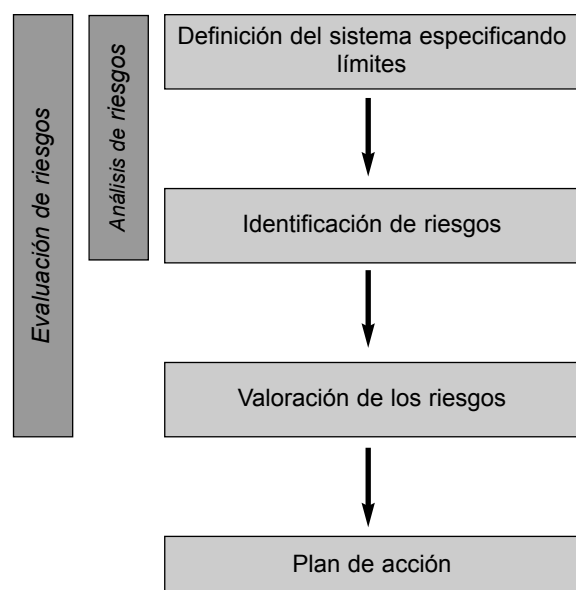 Definición del sistema especificando
límites
Evaluación de riesgos
Análisis de riesgos
Identificación de riesgos
Valoración de los riesgos
Plan de acción